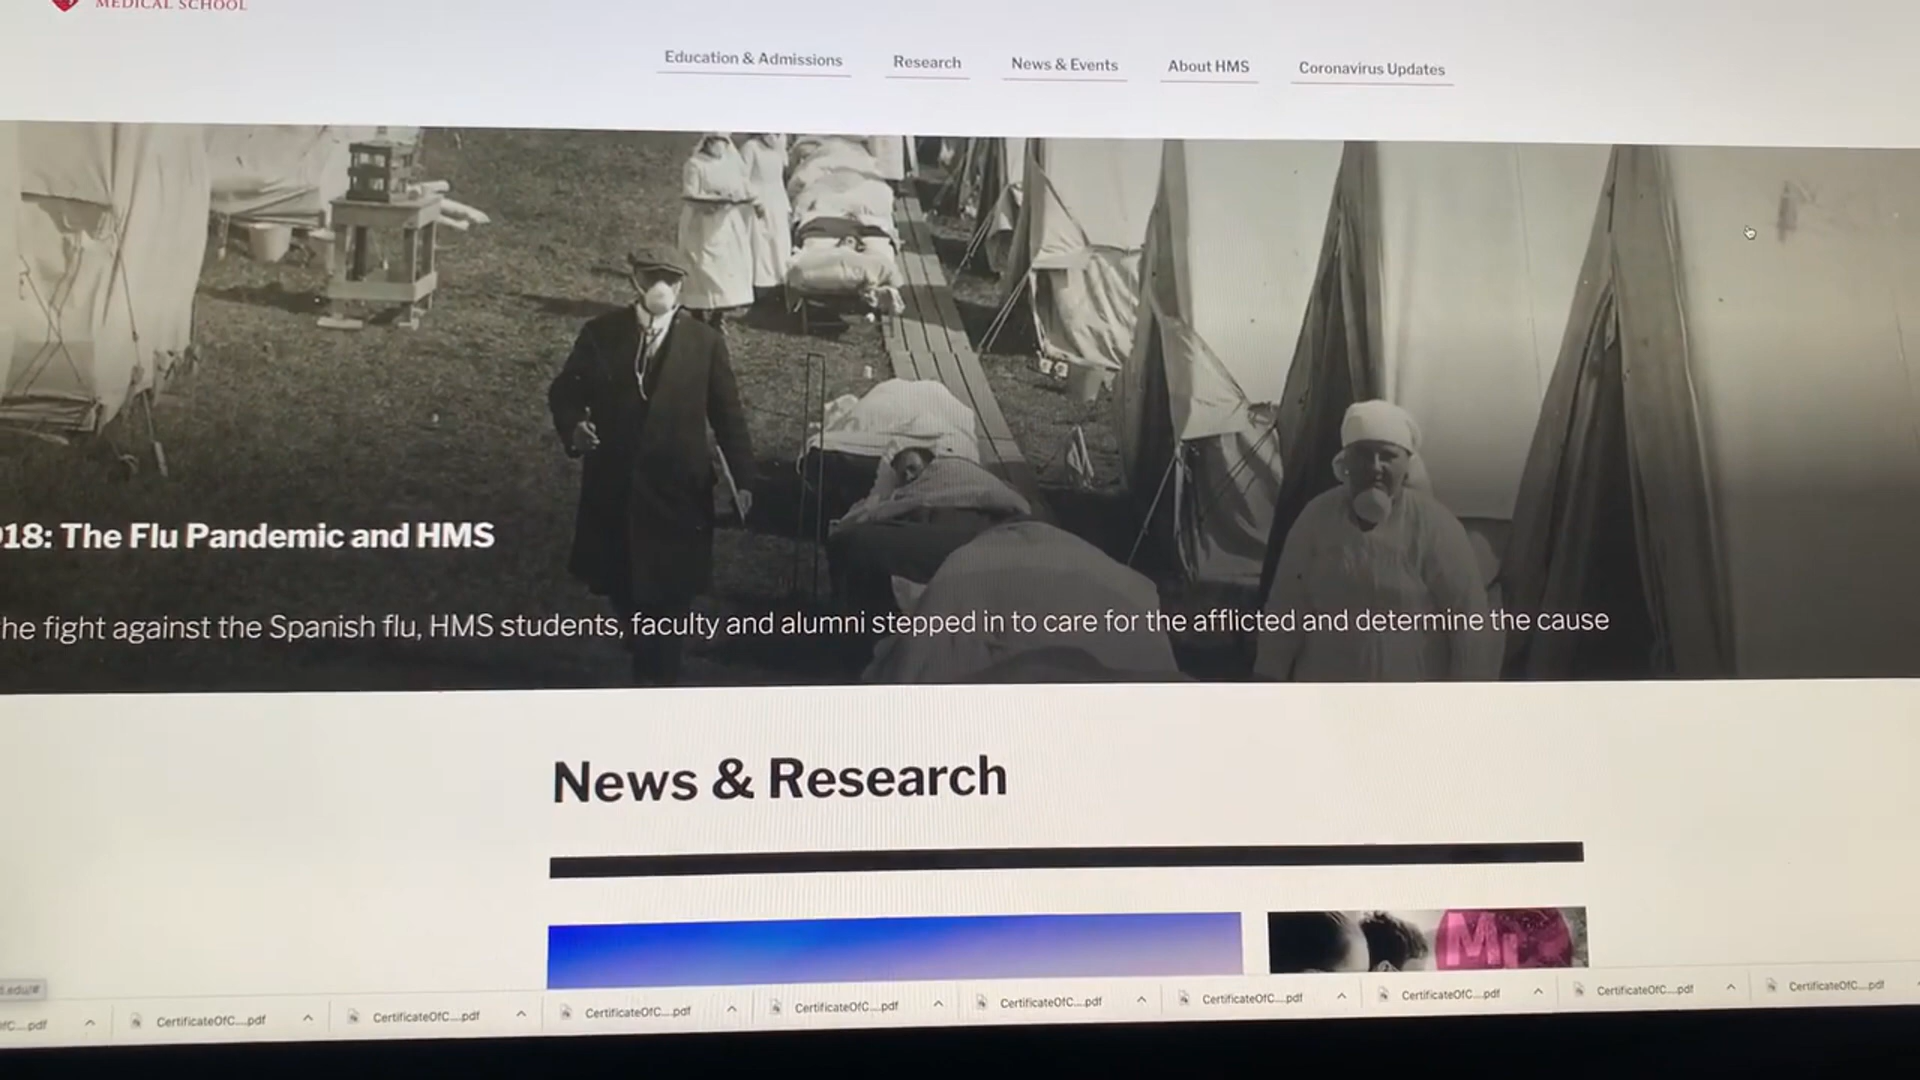 MEDICAL SCHOOL
Education & Admissions
Research
News & Events
About HMS
Coronavirus Updates
18: The Flu Pandemic and HMS
he fight against the Spanish flu, HMS students, faculty and alumni stepped in to care for the afflicted and determine the cause
News & Research
M
.edu/#
fC....pdf
CertificateOfC....pdf
CertificateOfC....pdf
CertificateOfC....pdf
CertificateOfC....pdf
CertificateOfC....pdf
CertificateOfC....pdf
CertificateOfC....pdf
CertificateOfC....pdf
CertificateOfC....pdf